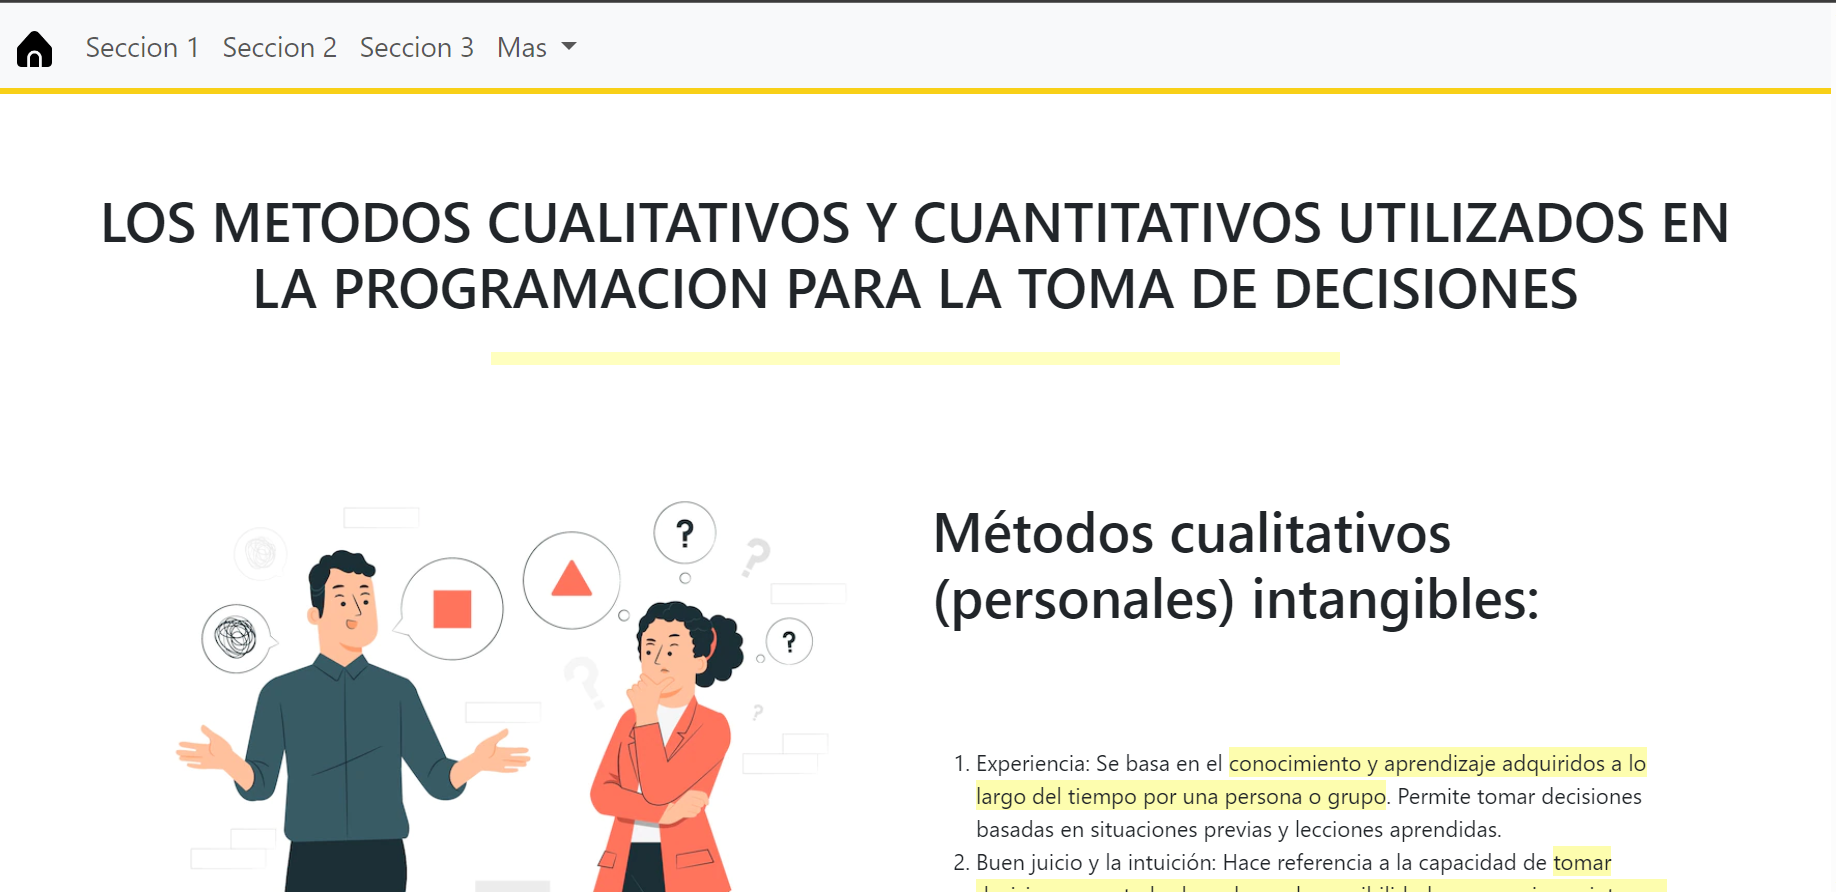 Seccion 1 Seccion 2 Seccion 3 Mas
LOS METODOS CUALITATIVOS Y CUANTITATIVOS UTILIZADOS EN
LA PROGRAMACION PARA LA TOMA DE DECISIONES
?
?
?
?
?
Métodos cualitativos
(personales) intangibles:
1. Experiencia: Se basa en el conocimiento y aprendizaje adquiridos a lo
largo del tiempo por una persona o grupo. Permite tomar decisiones
basadas en situaciones previas y lecciones aprendidas.
2. Buen juicio y la intuición: Hace referencia a la capacidad de tomar